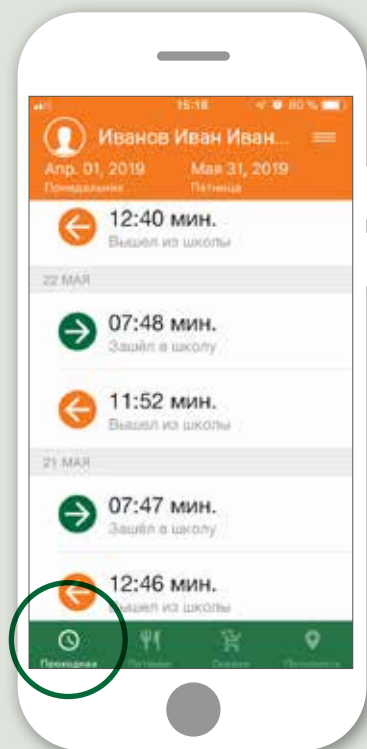 15:18 80 %
Иванов Иван Иван...
Апр. 01, 2019 Мая 31, 2019
Понедельник Пятница
12:40 мин.
Вышел из школы
22 МАЯ
07:48 мин.
Зашёл в школу
11:52 мин.
Вышел из школы
21 МАЯ
07:47 мин.
Зашёл в школу
12:46 мин.
Вышел из школы
Проходная Питание